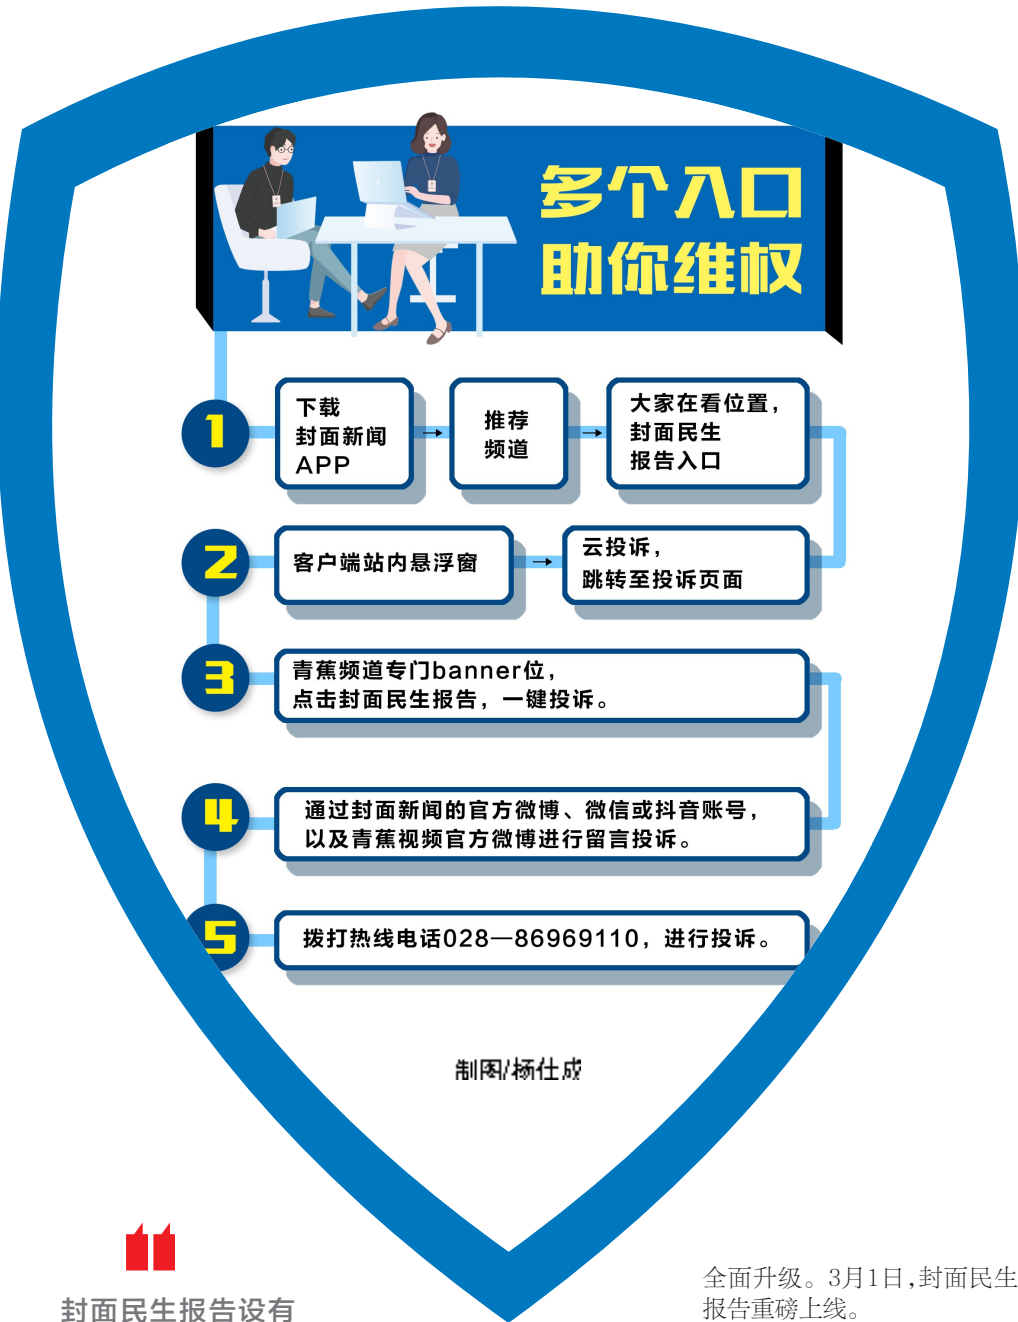 多个入口
助你维权
1
下载
封面新闻
APP
推荐
频道
大家在看位置，
封面民生
报告入口
2
客户端站内悬浮窗
云投诉，
跳转至投诉页面
3
青蕉频道专门banner位，
点击封面民生报告，一键投诉。
4
通过封面新闻的官方微博、微信或抖音账号，
以及青蕉视频官方微博进行留言投诉。
5
拨打热线电话028—86969110，进行投诉。
制图/杨仕成
封面民生报告设有
全面升级。3月1日，封面民生
报告重磅上线。